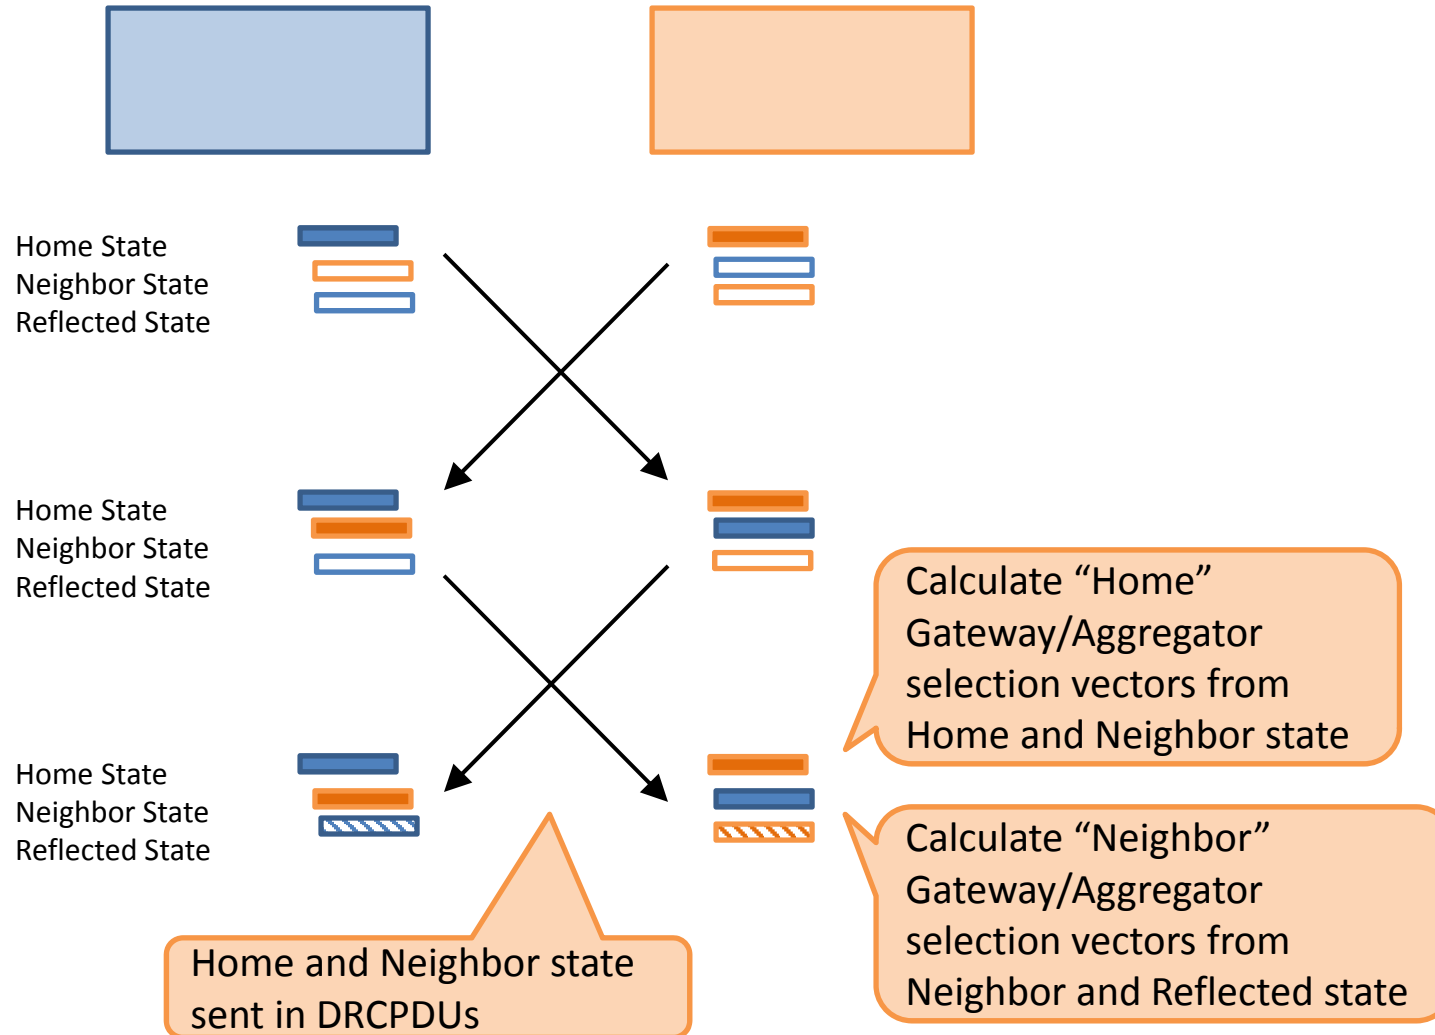 Home State
Neighbor State
Reflected State
Home State
Neighbor State
Reflected State
Calculate “Home”
Gateway/Aggregator
selection vectors from
Home and Neighbor state
Home State
Neighbor State
Reflected State
Calculate “Neighbor”
Gateway/Aggregator
selection vectors from
Neighbor and Reflected state
Home and Neighbor state
sent in DRCPDUs